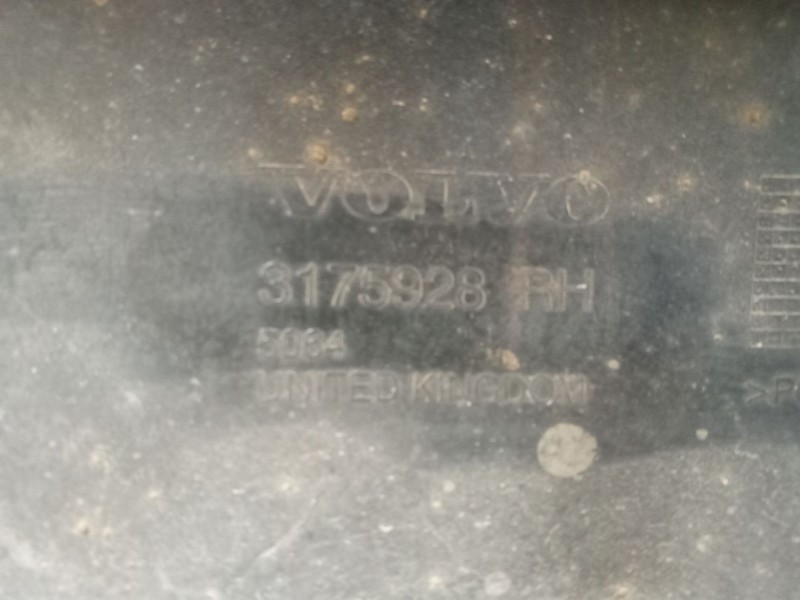 VOLVO
3175928 RH
5064
UNITED KINGDOM
>P